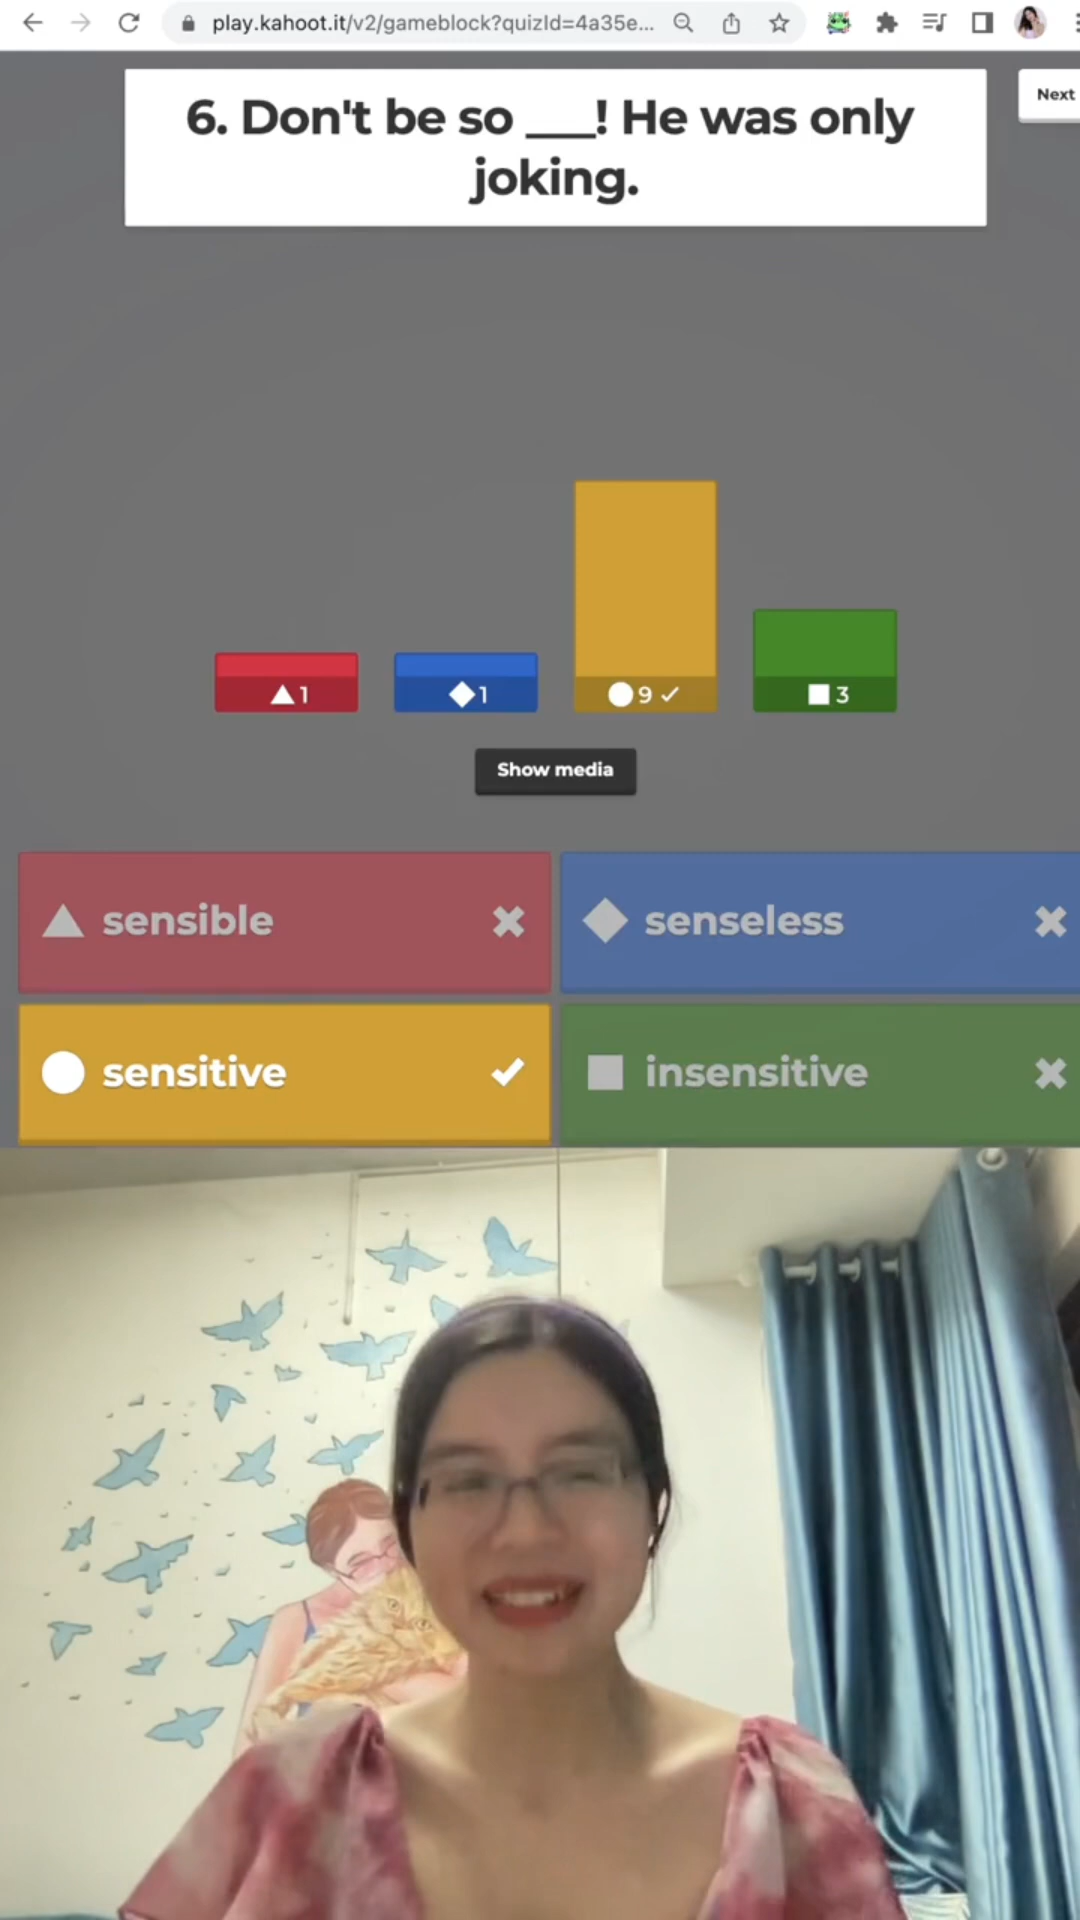 play.kahoot.it/v2/gameblock?quizId=4a35e...
6. Don't be so ___! He was only
joking.
Next
1
1
9
3
Show media
sensible
senseless
sensitive
insensitive